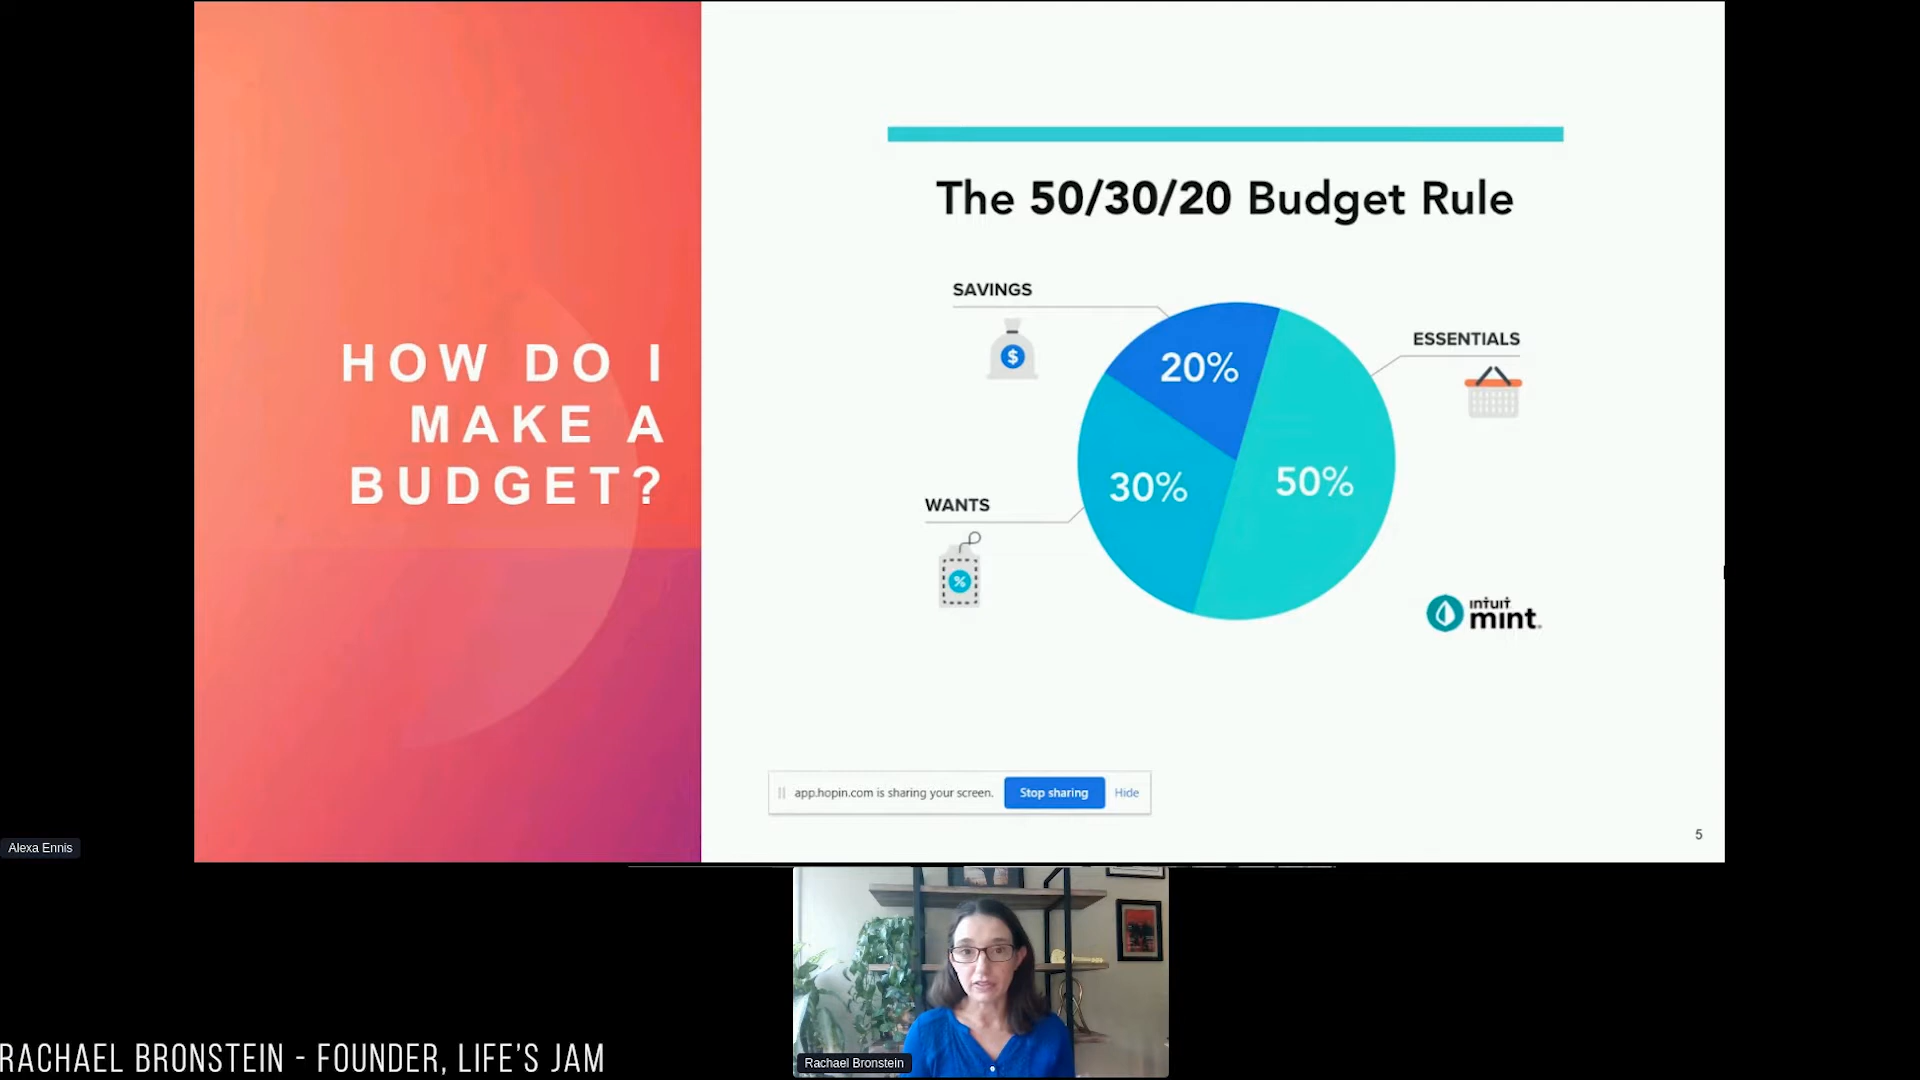 HOW DO I
MAKE A
BUDGET?
The 50/30/20 Budget Rule
SAVINGS
$
20%
ESSENTIALS
50%
WANTS
%
30%
intuit
mint.
app.hopin.com is sharing your screen. Stop sharing Hide
5
Alexa Ennis
Rachael Bronstein
RACHAEL BRONSTEIN - FOUNDER, LIFE'S JAM